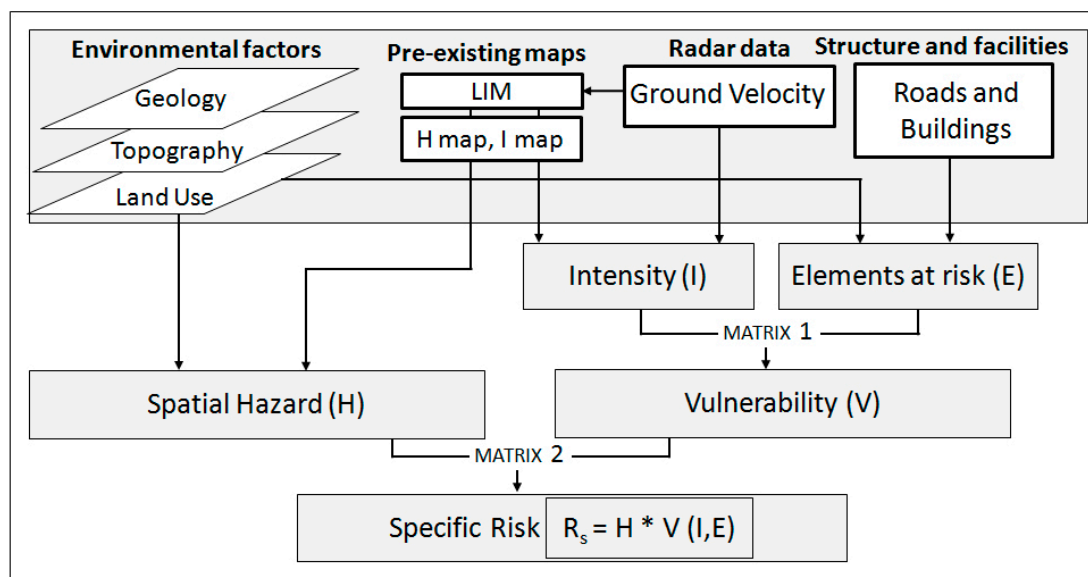 Environmental factors
Pre-existing maps
Radar data
Structure and facilities
Geology
Topography
Land Use
LIM
H map, I map
Ground Velocity
Roads and
Buildings
Intensity (I)
Elements at risk (E)
MATRIX 1
Spatial Hazard (H)
Vulnerability (V)
MATRIX 2
Specific Risk Rs = H * V (I,E)